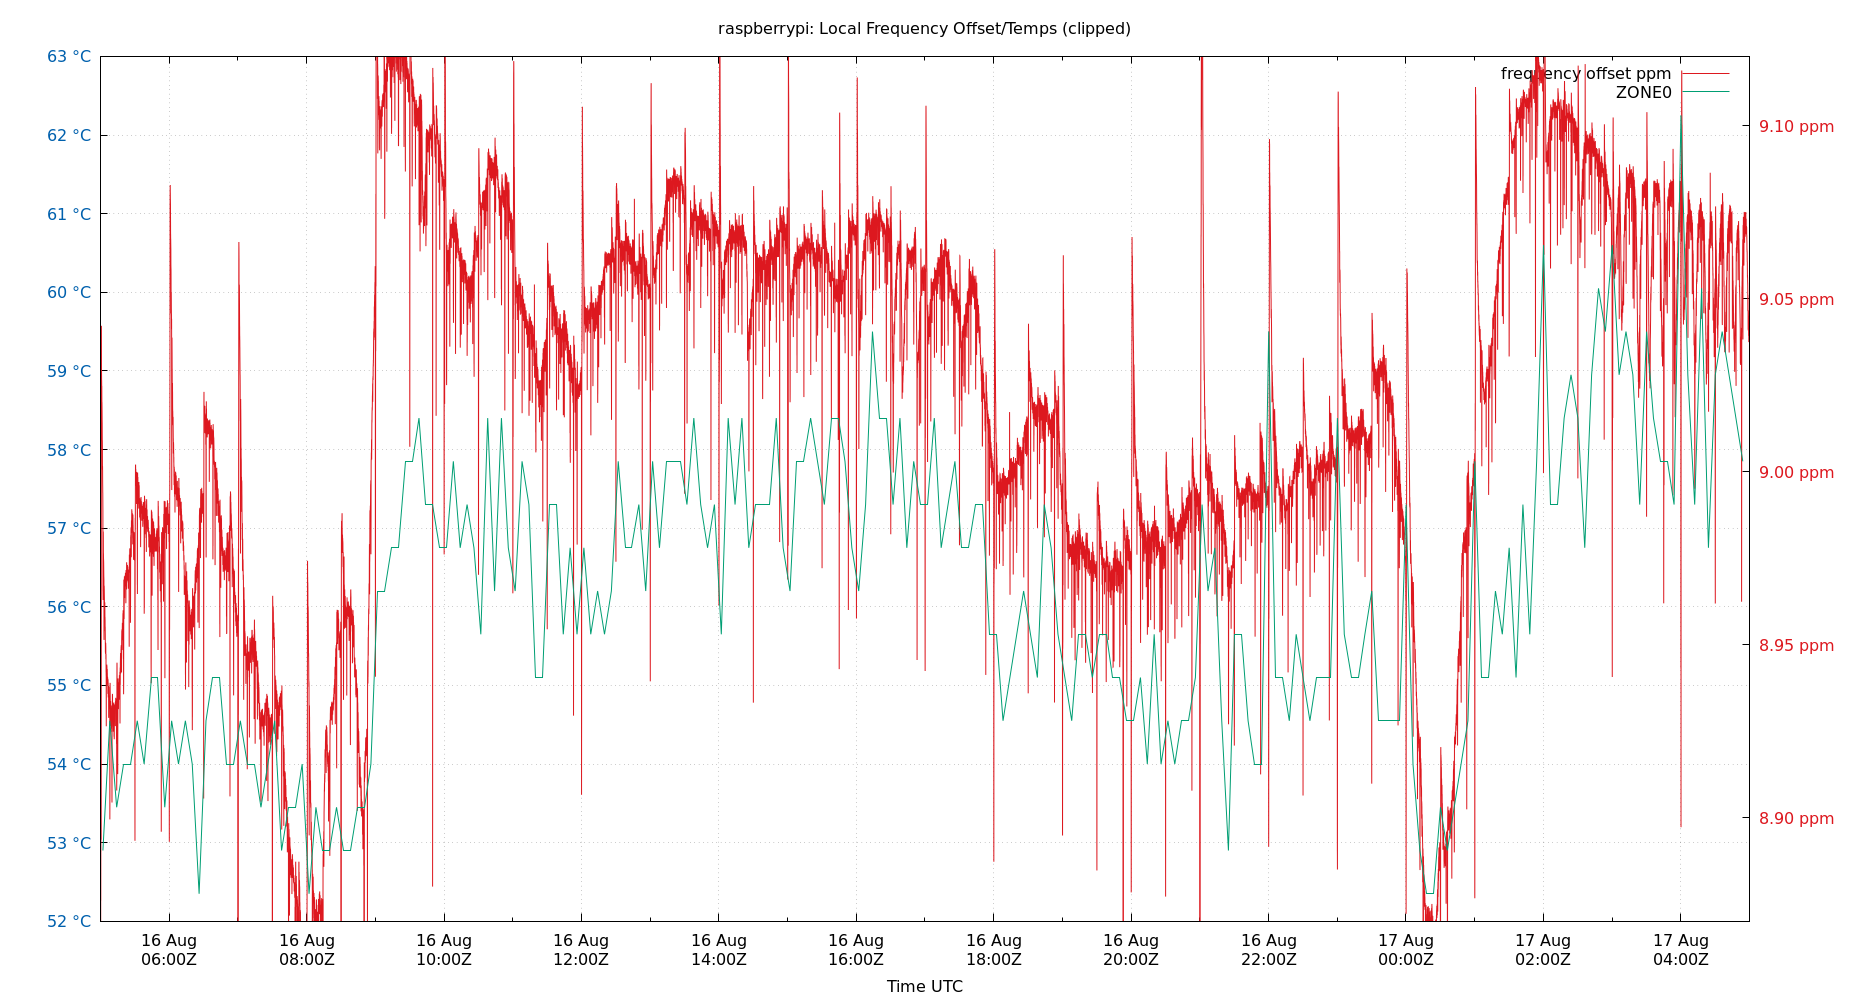 raspberrypi: Local Frequency Offset/Temps (clipped)
63 °C
62 °C
61 °C
60 °C
59 °C
58 °C
57 °C
56 °C
55 °C
54 °C
53 °C
52 °C
frequency offset ppm
ZONE0
9.10 ppm
9.05 ppm
9.00 ppm
8.95 ppm
8.90 ppm
16 Aug 16 Aug 16 Aug 16 Aug 16 Aug 16 Aug 16 Aug 16 Aug 16 Aug 17 Aug 17 Aug 17 Aug
06:00Z 08:00Z 10:00Z 12:00Z 14:00Z 16:00Z 18:00Z 20:00Z 22:00Z 00:00Z 02:00Z 04:00Z
Time UTC